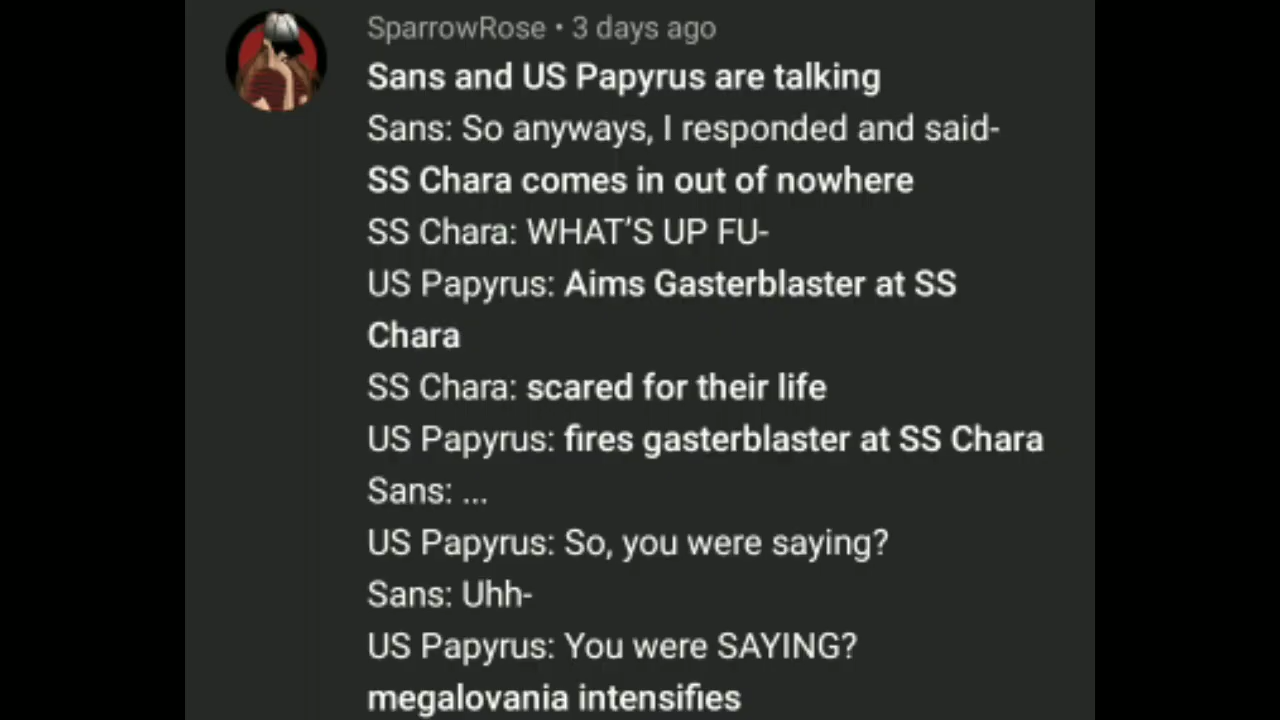 SparrowRose • 3 days ago
Sans and US Papyrus are talking
Sans: So anyways, I responded and said-
SS Chara comes in out of nowhere
SS Chara: WHAT’S UP FU-
US Papyrus: Aims Gasterblaster at SS
Chara
SS Chara: scared for their life
US Papyrus: fires gasterblaster at SS Chara
Sans: ...
US Papyrus: So, you were saying?
Sans: Uhh-
US Papyrus: You were SAYING?
megalovania intensifies